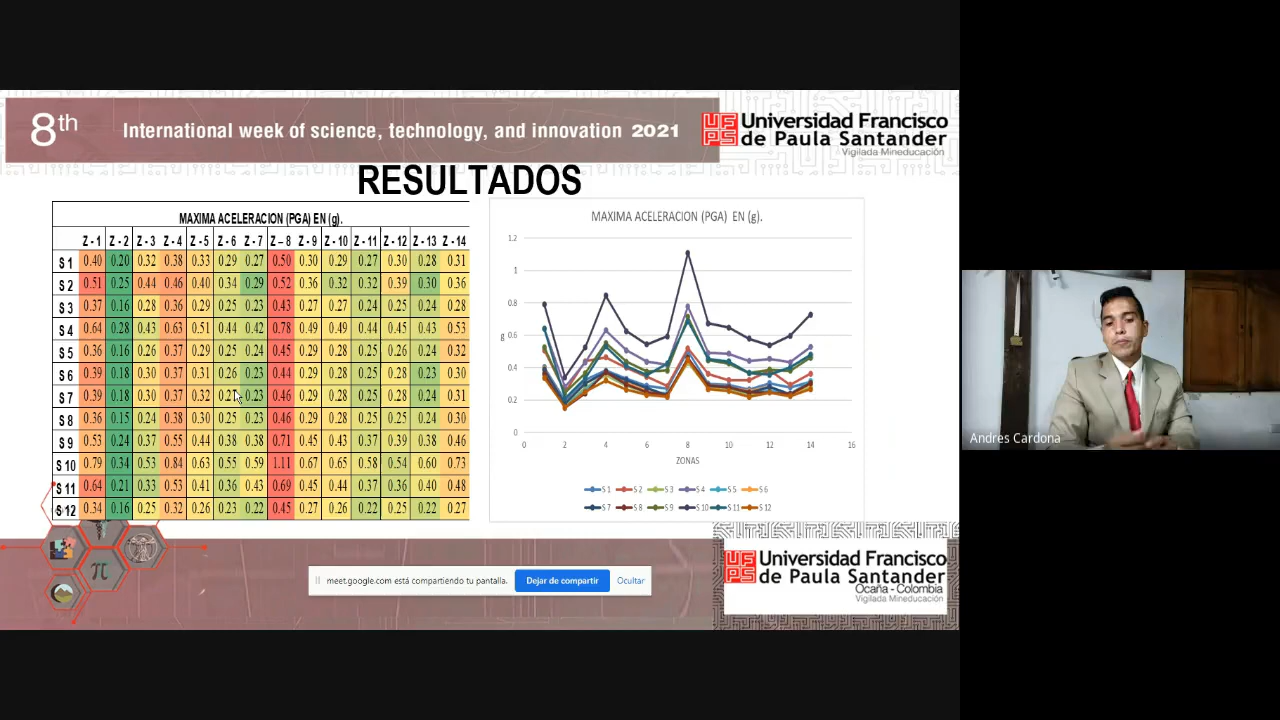 8th
International week of science, technology, and innovation 2021
UFPS
Universidad Francisco
de Paula Santander
Vigilada Mineducación
RESULTADOS
MAXIMA ACELERACION (PGA) EN (g).
Z - 1 Z - 2 Z - 3 Z - 4 Z - 5 Z - 6 Z - 7 Z – 8 Z - 9 Z - 10 Z - 11 Z - 12 Z - 13 Z - 14
S 1 0.40 0.20 0.32 0.38 0.33 0.29 0.27 0.50 0.30 0.29 0.27 0.30 0.28 0.31
S 2 0.51 0.25 0.44 0.46 0.40 0.34 0.29 0.52 0.36 0.32 0.32 0.39 0.30 0.36
S 3 0.37 0.16 0.28 0.36 0.29 0.25 0.23 0.43 0.27 0.27 0.24 0.25 0.24 0.28
S 4 0.64 0.28 0.43 0.63 0.51 0.44 0.42 0.78 0.49 0.49 0.44 0.45 0.43 0.53
S 5 0.36 0.16 0.26 0.37 0.29 0.25 0.24 0.45 0.29 0.28 0.25 0.26 0.24 0.32
S 6 0.39 0.18 0.30 0.37 0.31 0.26 0.23 0.44 0.29 0.28 0.25 0.28 0.23 0.30
S 7 0.39 0.18 0.30 0.37 0.32 0.23 0.46 0.29 0.28 0.25 0.28 0.24 0.31
S 8 0.36 0.15 0.24 0.38 0.30 0.25 0.23 0.46 0.29 0.28 0.25 0.25 0.24 0.30
S 9 0.53 0.24 0.37 0.55 0.44 0.38 0.38 0.71 0.45 0.43 0.37 0.39 0.38 0.46
S 10 0.79 0.34 0.53 0.84 0.63 0.55 0.59 1.11 0.67 0.65 0.58 0.54 0.60 0.73
S 11 0.64 0.21 0.33 0.53 0.41 0.36 0.43 0.69 0.45 0.44 0.37 0.36 0.40 0.48
S 12 0.34 0.16 0.25 0.32 0.26 0.23 0.22 0.45 0.27 0.26 0.22 0.25 0.22 0.27
MAXIMA ACELERACION (PGA) EN (g).
1.2
1
0.8
0.6
g
0.4
0.2
0
0 2 4 6 8 10 12 14 16
ZONAS
S 1 S 2 S 3 S 4 S 5 S 6
S 7 S 8 S 9 S 10 S 11 S 12
Andres Cardona
π
meet.google.com está compartiendo tu pantalla. Dejar de compartir Ocultar
UFPS
Universidad Francisco
de Paula Santander
Ocaña - Colombia
Vigilada Mineducación